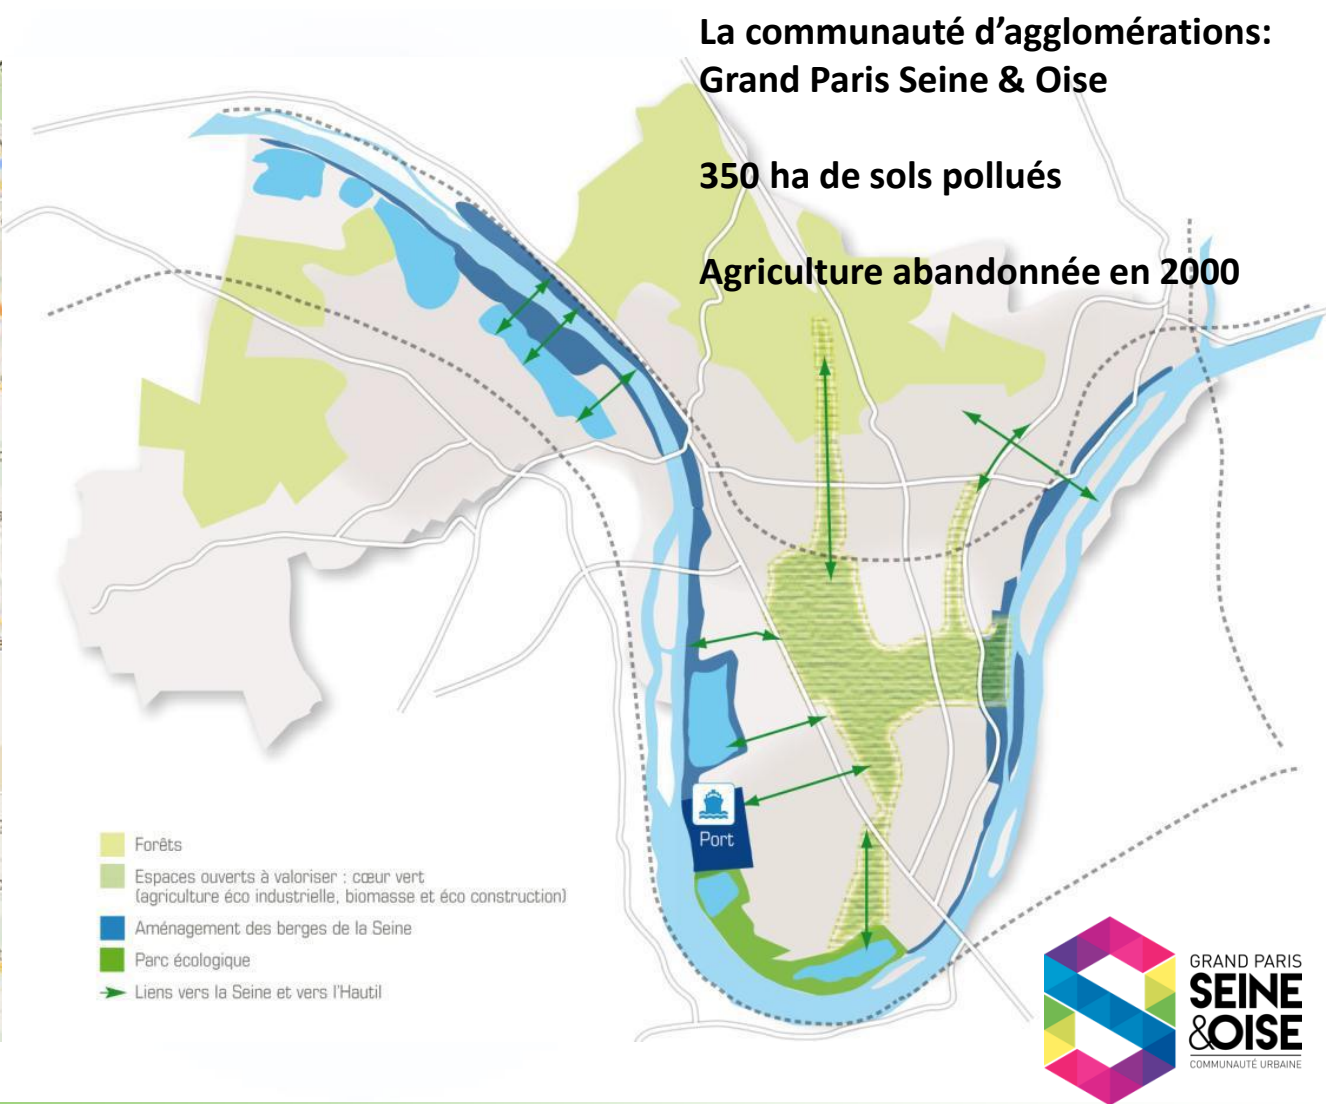 La communauté d’agglomérations:
Grand Paris Seine & Oise
350 ha de sols pollués
Agriculture abandonnée en 2000
Port
Forêts
Espaces ouverts à valoriser : cœur vert
(agriculture éco industrielle, biomasse et éco construction)
Aménagement des berges de la Seine
Parc écologique
Liens vers la Seine et vers l'Hautil
GRAND PARIS
SEINE
&OISE
COMMUNAUTÉ URBAINE